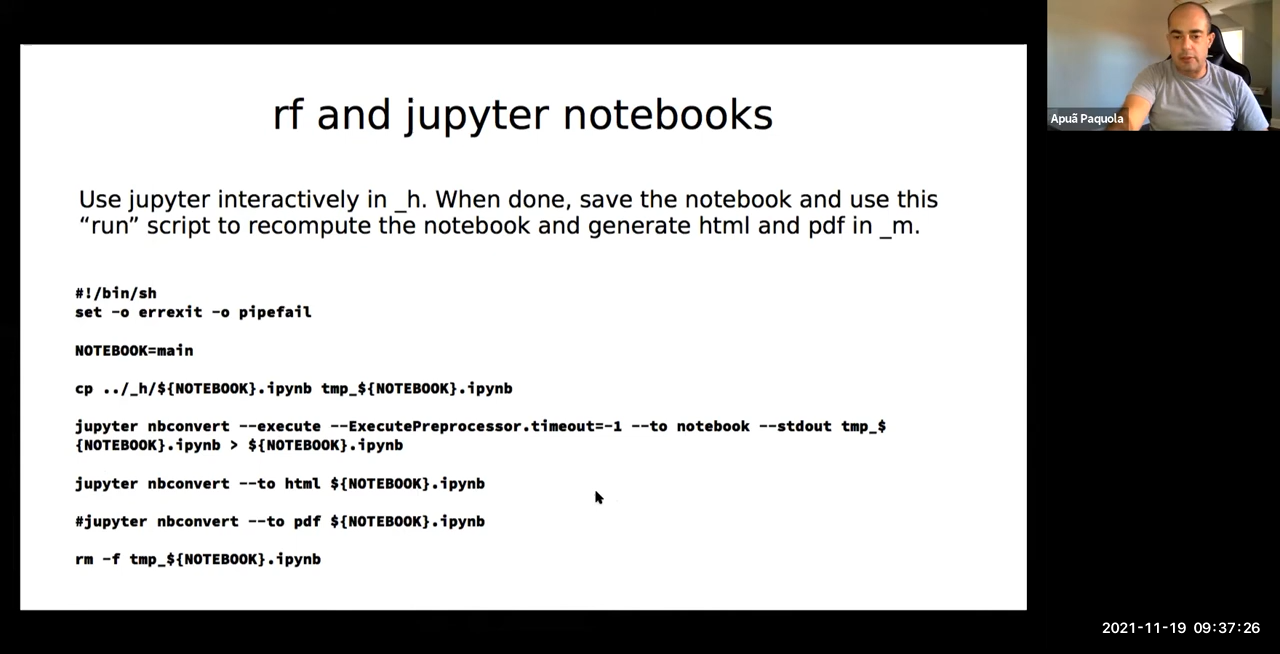 rf and jupyter notebooks
Use jupyter interactively in _h. When done, save the notebook and use this
“run” script to recompute the notebook and generate html and pdf in _m.
#!/bin/sh
set -o errexit -o pipefail
NOTEBOOK=main
cp ../_h/${NOTEBOOK}.ipynb tmp_${NOTEBOOK}.ipynb
jupyter nbconvert --execute --ExecutePreprocessor.timeout=-1 --to notebook --stdout tmp_$
{NOTEBOOK}.ipynb > ${NOTEBOOK}.ipynb
jupyter nbconvert --to html ${NOTEBOOK}.ipynb
#jupyter nbconvert --to pdf ${NOTEBOOK}.ipynb
rm -f tmp_${NOTEBOOK}.ipynb
Apuã Paquola
2021-11-19 09:37:26